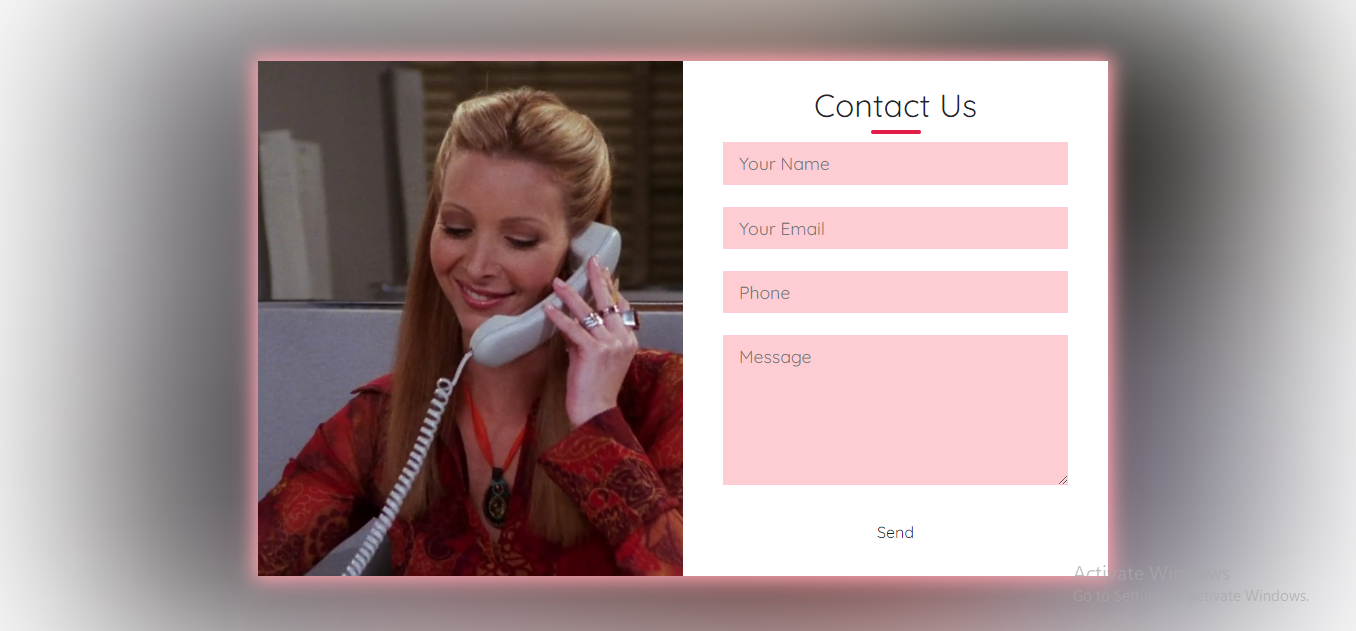 Contact Us
Your Name
Your Email
Phone
Message
Send
Activate Windows
Go to Settings to activate Windows.